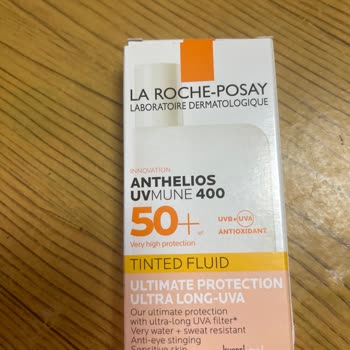 LA ROCHE-POSAY
LABORATOIRE DERMATOLOGIQUE
INNOVATION
ANTHELIOS
UVMUNE 400
50+
Very high protection
UVB+UVA
ANTIOXIDANT
TINTED FLUID
ULTIMATE PROTECTION
ULTRA LONG-UVA
Our ultimate protection
with ultra-long UVA filter*
Very water + sweat resistant
Anti-eye stinging
Sensitive skin